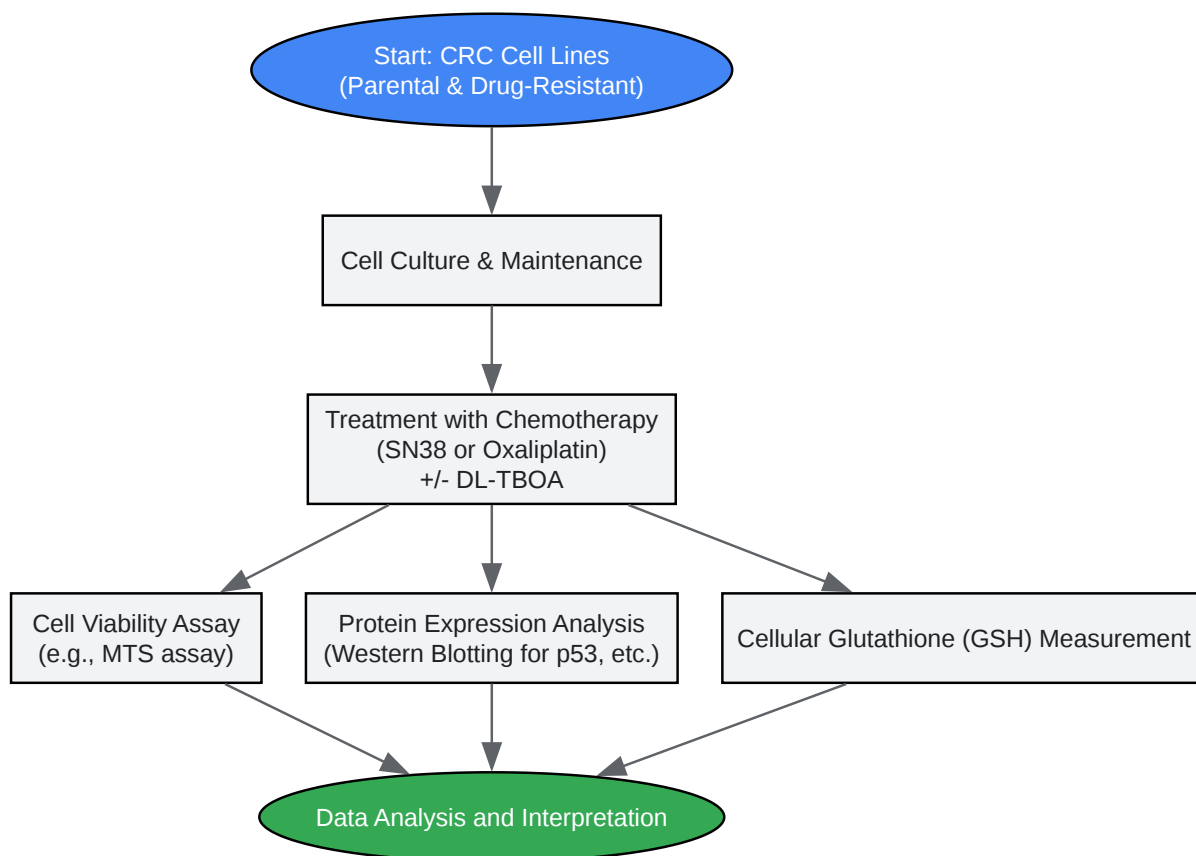 Start: CRC Cell Lines
(Parental & Drug-Resistant)
Cell Culture & Maintenance
Treatment with Chemotherapy
(SN38 or Oxaliplatin)
+/- DL-TBOA
Cell Viability Assay
(e.g., MTS assay)
Protein Expression Analysis
(Western Blotting for p53, etc.)
Cellular Glutathione (GSH) Measurement
Data Analysis and Interpretation